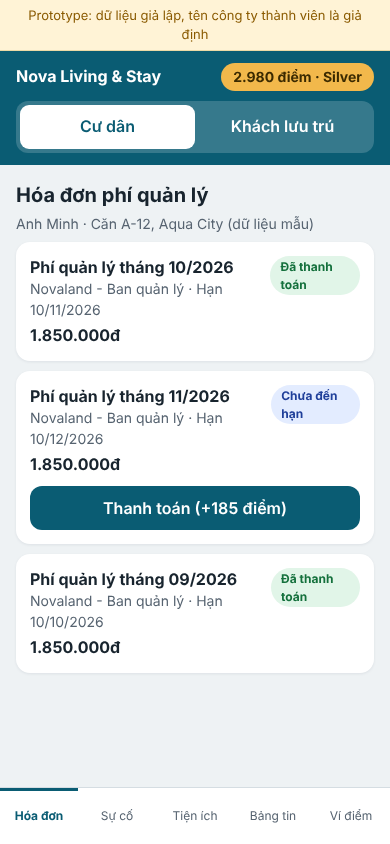 Prototype: dữ liệu giả lập, tên công ty thành viên là giả
định
Nova Living & Stay
2.980 điểm · Silver
Cư dân
Khách lưu trú
Hóa đơn phí quản lý
Anh Minh · Căn A-12, Aqua City (dữ liệu mẫu)
Phí quản lý tháng 10/2026
Đã thanh
toán
Novaland - Ban quản lý · Hạn
10/11/2026
1.850.000đ
Phí quản lý tháng 11/2026
Chưa đến
hạn
Novaland - Ban quản lý · Hạn
10/12/2026
1.850.000đ
Thanh toán (+185 điểm)
Phí quản lý tháng 09/2026
Đã thanh
toán
Novaland - Ban quản lý · Hạn
10/10/2026
1.850.000đ
Hóa đơn
Sự cố
Tiện ích
Bảng tin
Ví điểm